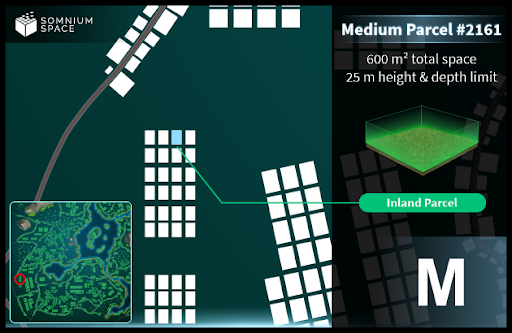 SOMNIUM
SPACE
Medium Parcel #2161
600 m² total space
25 m height & depth limit
Inland Parcel
M